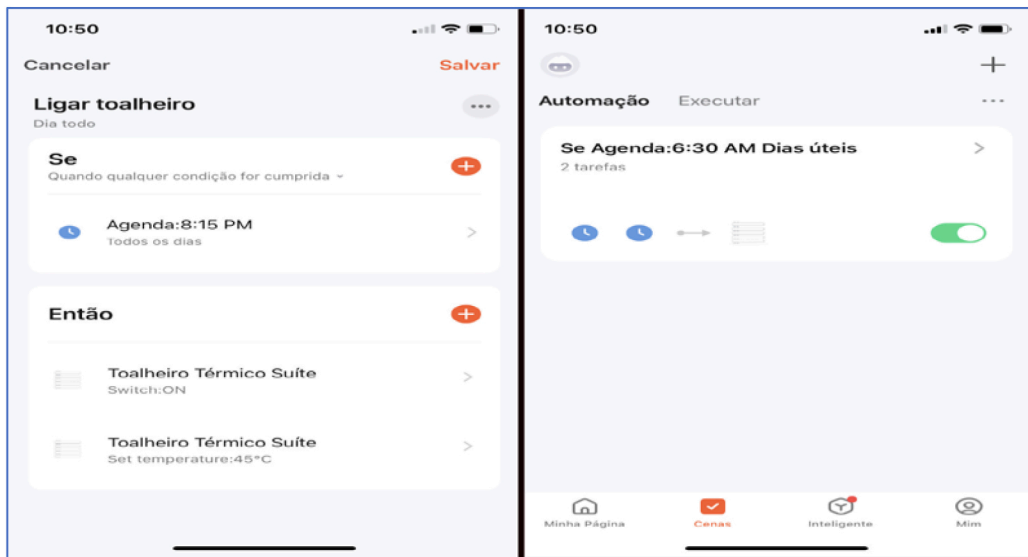 10:50
Cancelar
Salvar
Ligar toalheiro
Dia todo
Se
Quando qualquer condição for cumprida
Agenda:8:15 PM
Todos os dias
Então
Toalheiro Térmico Suíte
Switch:ON
Toalheiro Térmico Suíte
Set temperature:45°C
10:50
Automação
Executar
Se Agenda:6:30 AM Dias úteis
2 tarefas
Minha Página
Cenas
Inteligente
Mim